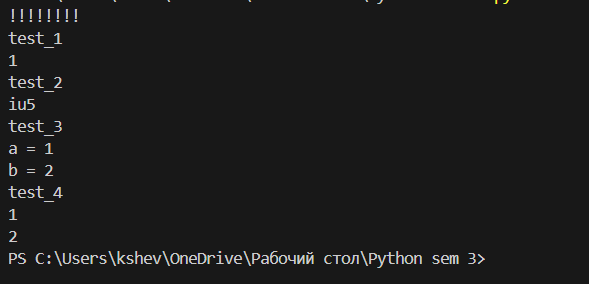 !!!!!!!!
test_1
1
test_2
iu5
test_3
a = 1
b = 2
test_4
1
2
PS C:\Users\kshev\OneDrive\Рабочий стол\Python sem 3>